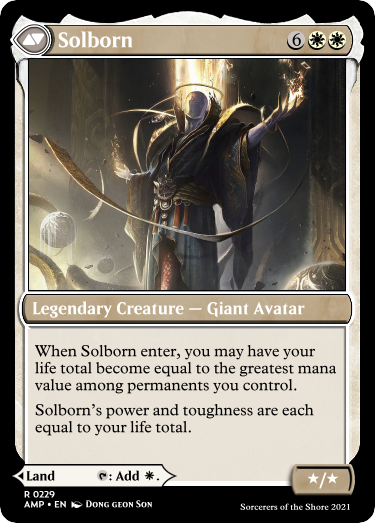 Solborn 6
Legendary Creature — Giant Avatar
When Solborn enter, you may have your
life total become equal to the greatest mana
value among permanents you control.
Solborn's power and toughness are each
equal to your life total.
Land : Add .
*/*
R 0229
AMP • EN DONG GEON SON
Sorcerers of the Shore 2021